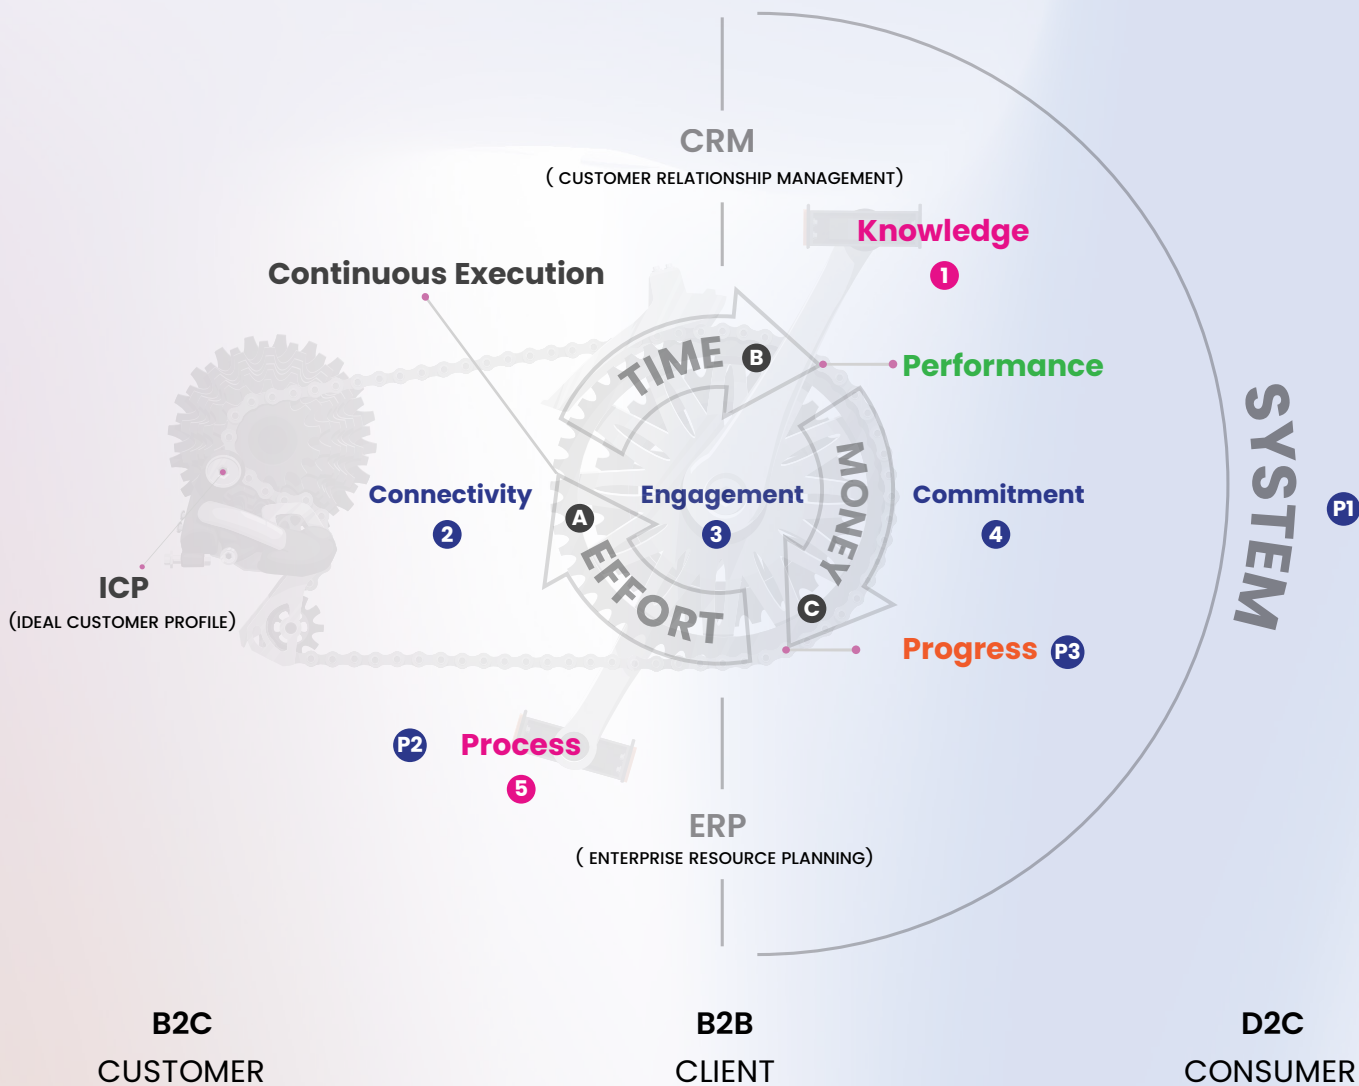 CRM
( CUSTOMER RELATIONSHIP MANAGEMENT)
Knowledge
1
Continuous Execution
TIME
B
Performance
MONEY
SYSTEM
Connectivity
2
Engagement
3
Commitment
4
P1
A
EFFORT
C
ICP
(IDEAL CUSTOMER PROFILE)
Progress P3
P2 Process
5
ERP
( ENTERPRISE RESOURCE PLANNING)
B2C
CUSTOMER
B2B
CLIENT
D2C
CONSUMER